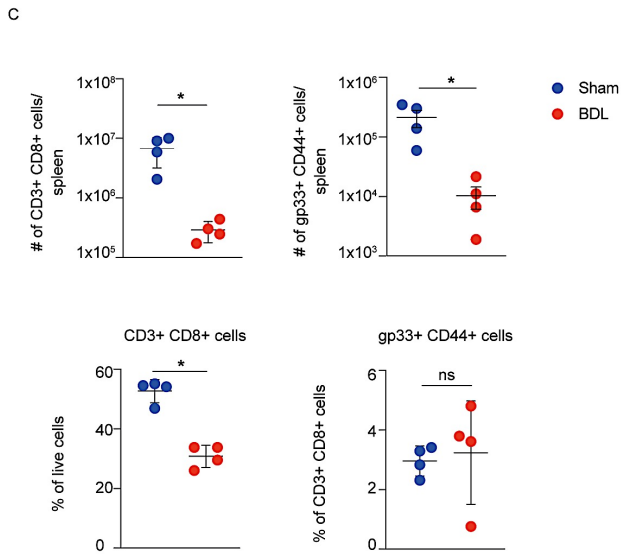 C
# of CD3+ CD8+ cells/
spleen
1x10⁸
1x10⁷
1x10⁶
1x10⁵
*
# of gp33+ CD44+ cells/
spleen
1x10⁶
1x10⁵
1x10⁴
1x10³
*
Sham
BDL
CD3+ CD8+ cells
% of live cells
60
40
20
0
*
gp33+ CD44+ cells
% of CD3+ CD8+ cells
6
4
2
0
ns